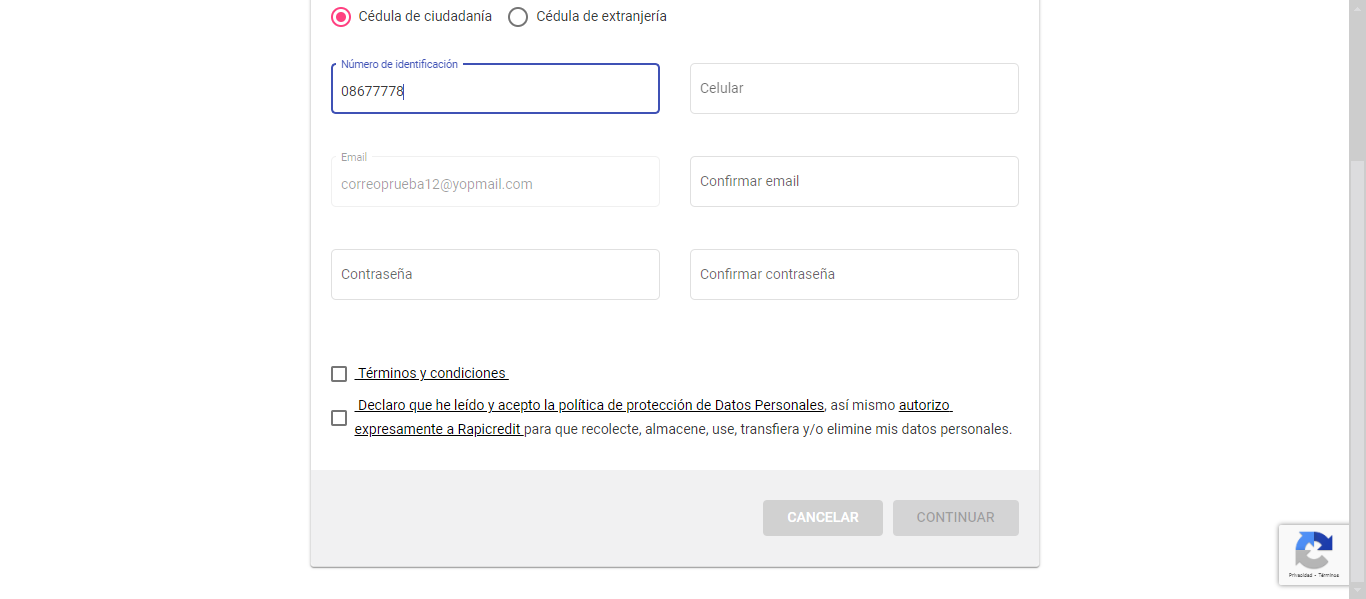 Cédula de ciudadanía Cédula de extranjería
Número de identificación
08677778
Celular
Email
correoprueba12@yopmail.com
Confirmar email
Contraseña
Confirmar contraseña
Términos y condiciones
Declaro que he leído y acepto la política de protección de Datos Personales, así mismo autorizo
expresamente a Rapicredit para que recolecte, almacene, use, transfiera y/o elimine mis datos personales.
CANCELAR CONTINUAR
Privacidad - Términos